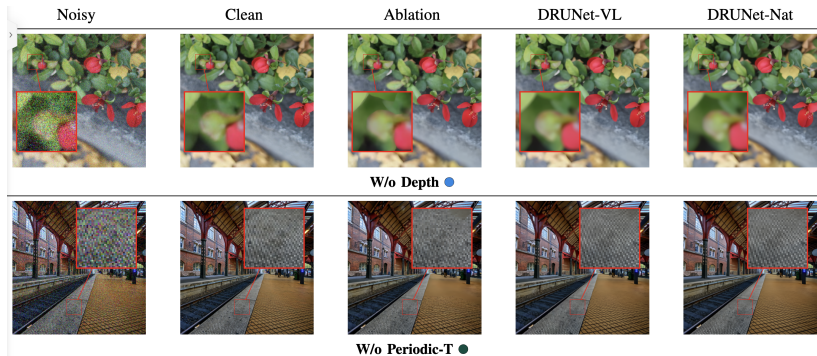 Noisy Clean Ablation DRUNet-VL DRUNet-Nat
W/o Depth
W/o Periodic-T